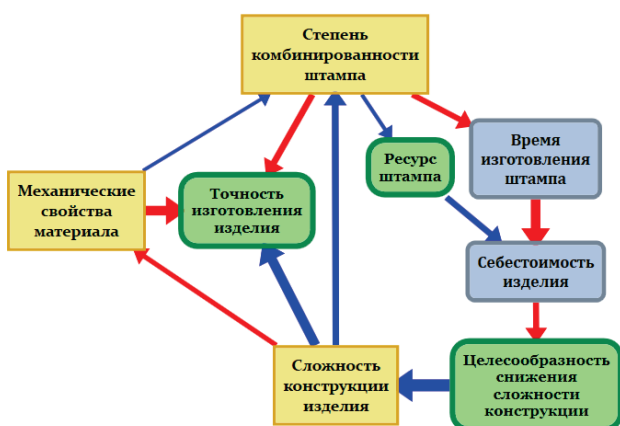 Степень
комбинированности
штампа
Механические
свойства
материала
Точность
изготовления
изделия
Ресурс
штампа
Время
изготовления
штампа
Себестоимость
изделия
Сложность
конструкции
изделия
Целесообразность
снижения
сложности
конструкции